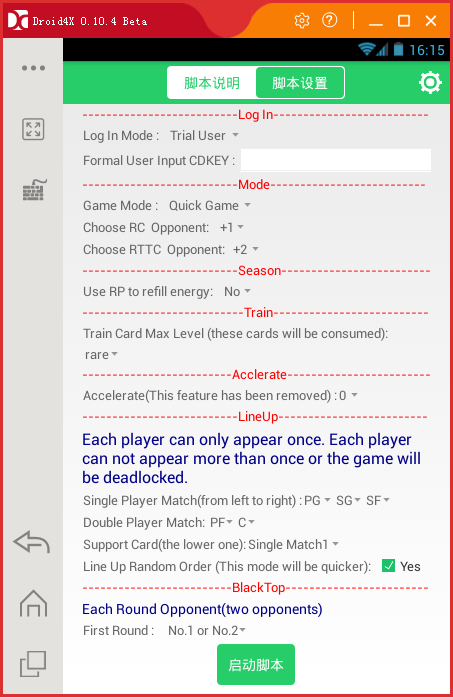 Droid4X 0.10.4 Beta
16:15
脚本说明 脚本设置
Log In
Log In Mode : Trial User
Formal User Input CDKEY :
Mode
Game Mode : Quick Game
Choose RC Opponent: +1
Choose RTTC Opponent: +2
Season
Use RP to refill energy: No
Train
Train Card Max Level (these cards will be consumed):
rare
Acclerate
Accelerate(This feature has been removed) : 0
LineUp
Each player can only appear once. Each player
can not appear more than once or the game will
be deadlocked.
Single Player Match(from left to right) : PG SG SF
Double Player Match: PF C
Support Card(the lower one): Single Match1
Line Up Random Order (This mode will be quicker): Yes
BlackTop
Each Round Opponent(two opponents)
First Round : No.1 or No.2
启动脚本